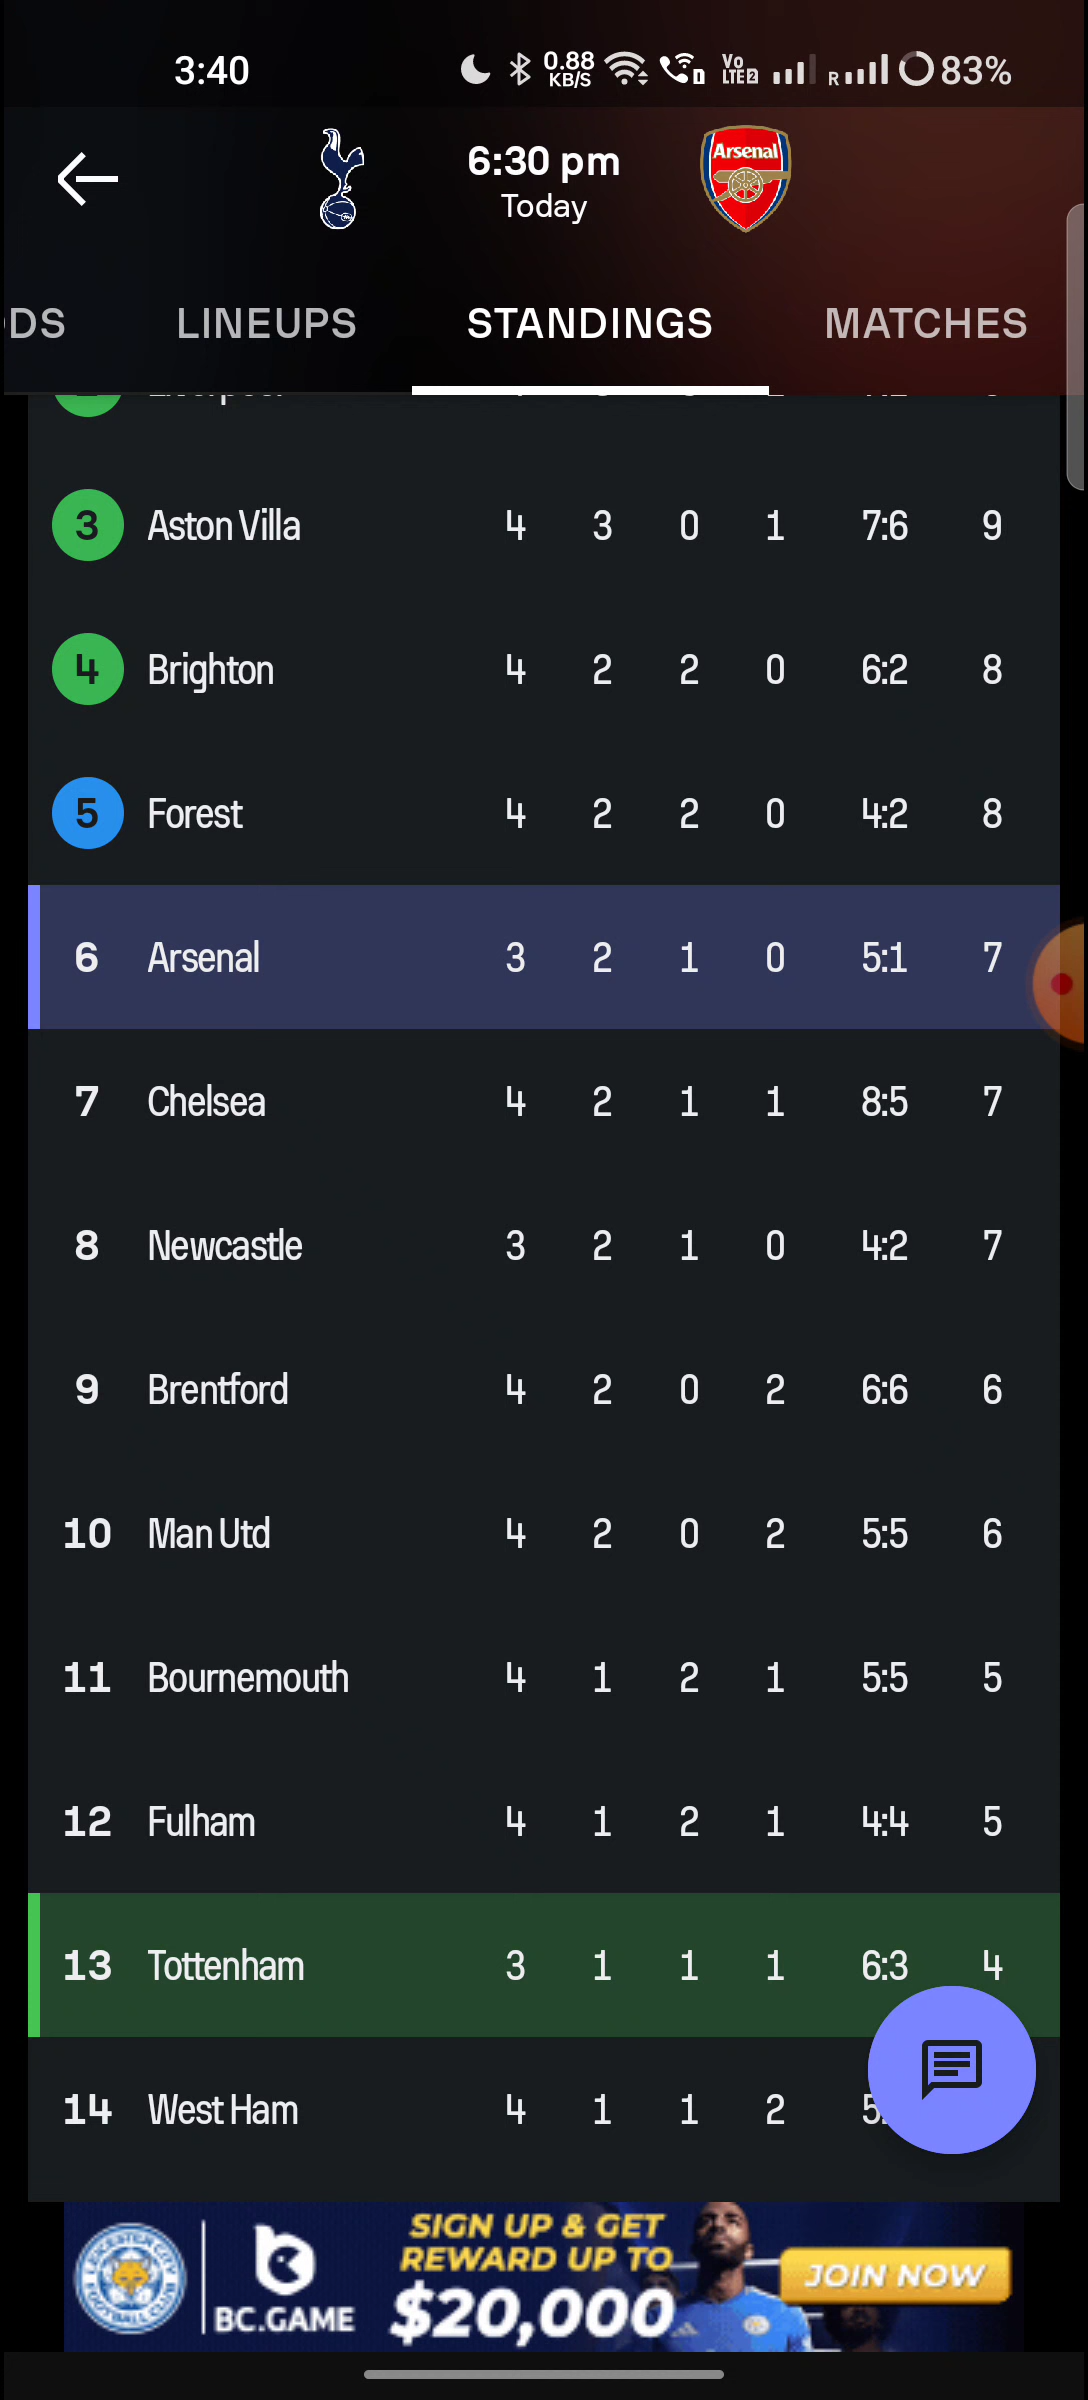 3:40 0.88 KB/S Vo LTE2 R 83%
6:30 pm
Today
Arsenal
DS LINEUPS STANDINGS MATCHES
3 Aston Villa 4 3 0 1 7:6 9
4 Brighton 4 2 2 0 6:2 8
5 Forest 4 2 2 0 4:2 8
6 Arsenal 3 2 1 0 5:1 7
7 Chelsea 4 2 1 1 8:5 7
8 Newcastle 3 2 1 0 4:2 7
9 Brentford 4 2 0 2 6:6 6
10 Man Utd 4 2 0 2 5:5 6
11 Bournemouth 4 1 2 1 5:5 5
12 Fulham 4 1 2 1 4:4 5
13 Tottenham 3 1 1 1 6:3 4
14 West Ham 4 1 1 2 5:
BC.GAME
SIGN UP & GET
REWARD UP TO
$20,000
JOIN NOW